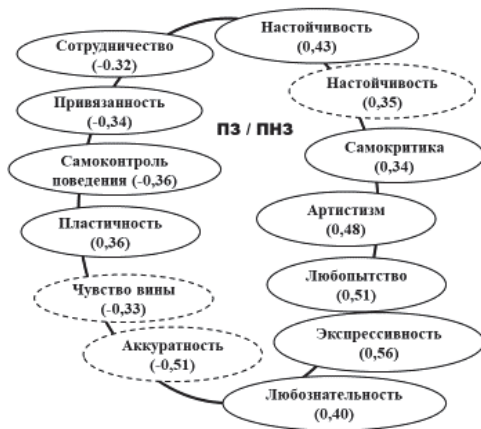 Настойчивость
(0,43)
Сотрудничество
(-0.32)
Настойчивость
(0,35)
Привязанность
(-0,34)
ПЗ / ПНЗ
Самокритика
(0,34)
Самоконтроль
поведения (-0,36)
Артистизм
(0,48)
Пластичность
(0,36)
Любопытство
(0,51)
Чувство вины
(-0,33)
Экспрессивность
(0,56)
Аккуратность
(-0,51)
Любознательность
(0,40)